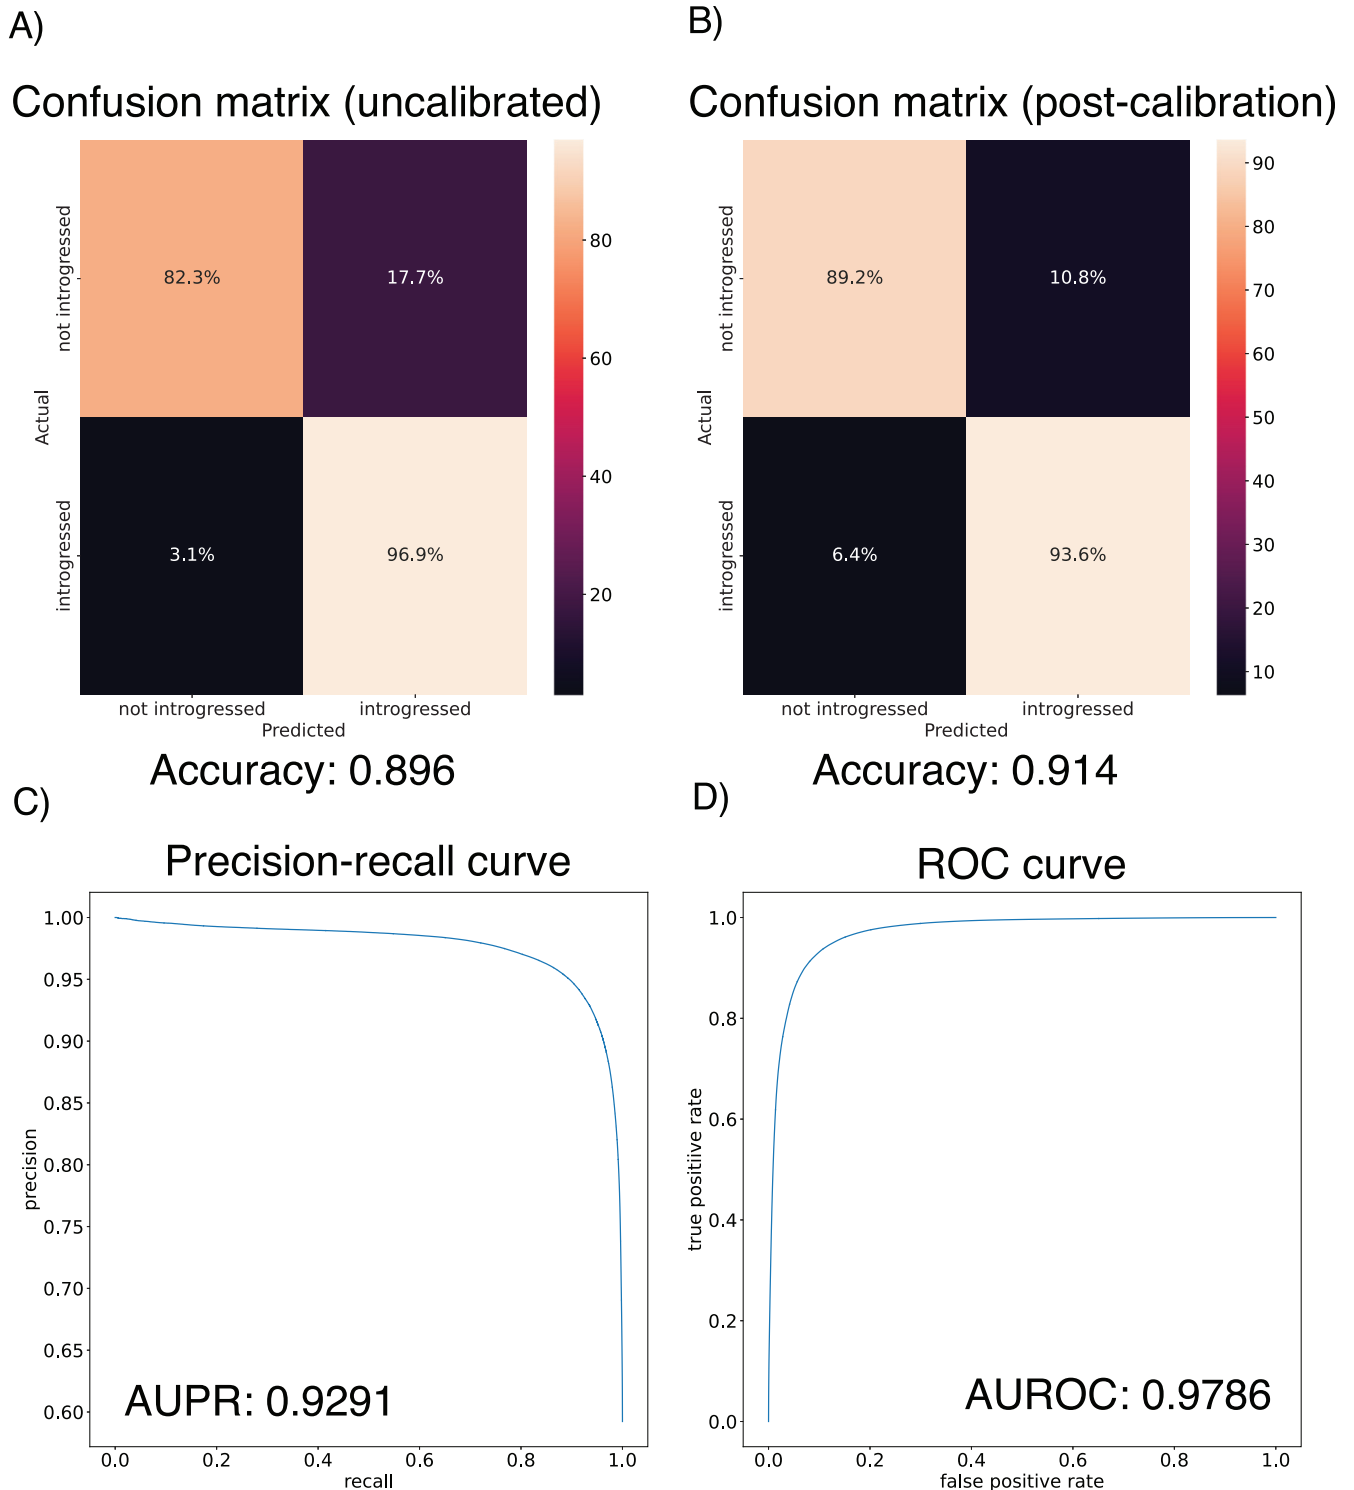 A)
Confusion matrix (uncalibrated)
Actual
not introgressed
introgressed
82.3%
17.7%
3.1%
96.9%
80
60
40
20
not introgressed
introgressed
Predicted
Accuracy: 0.896
B)
Confusion matrix (post-calibration)
Actual
not introgressed
introgressed
89.2%
10.8%
6.4%
93.6%
90
80
70
60
50
40
30
20
10
not introgressed
introgressed
Predicted
Accuracy: 0.914
C)
Precision-recall curve
precision
1.00
0.95
0.90
0.85
0.80
0.75
0.70
0.65
0.60
AUPR: 0.9291
0.0
0.2
0.4
0.6
0.8
1.0
recall
D)
ROC curve
true positiive rate
1.0
0.8
0.6
0.4
0.2
0.0
AUROC: 0.9786
0.0
0.2
0.4
0.6
0.8
1.0
false positive rate